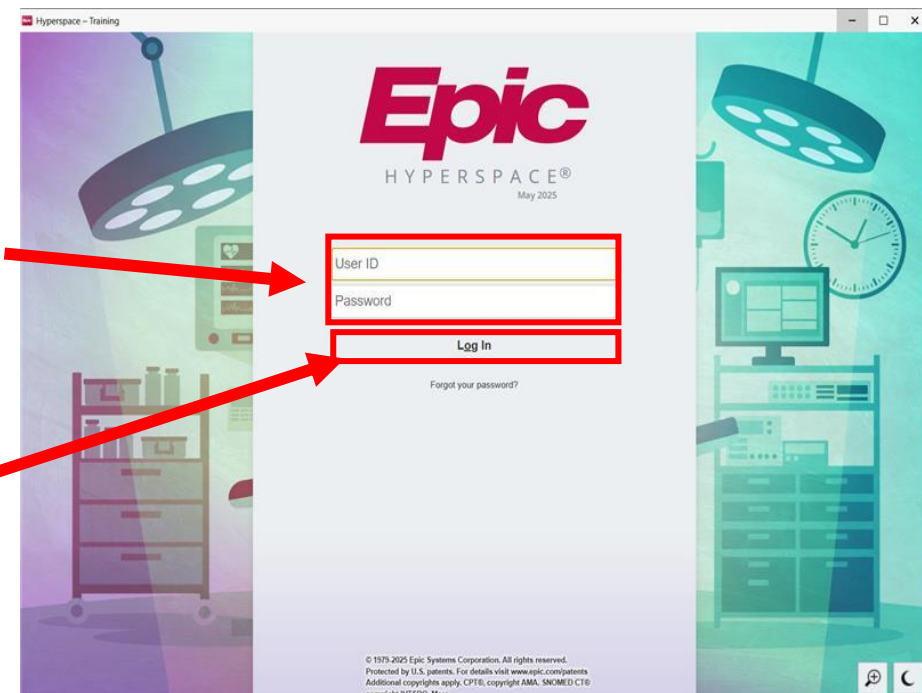 Hyperspace – Training
Epic
HYPERSPACE®
May 2025
User ID
Password
Log In
Forgot your password?
© 1979-2025 Epic Systems Corporation. All rights reserved.
Protected by U.S. patents. For details visit www.epic.com/patents
Additional copyrights apply. CPT®, copyright AMA. SNOMED CT®